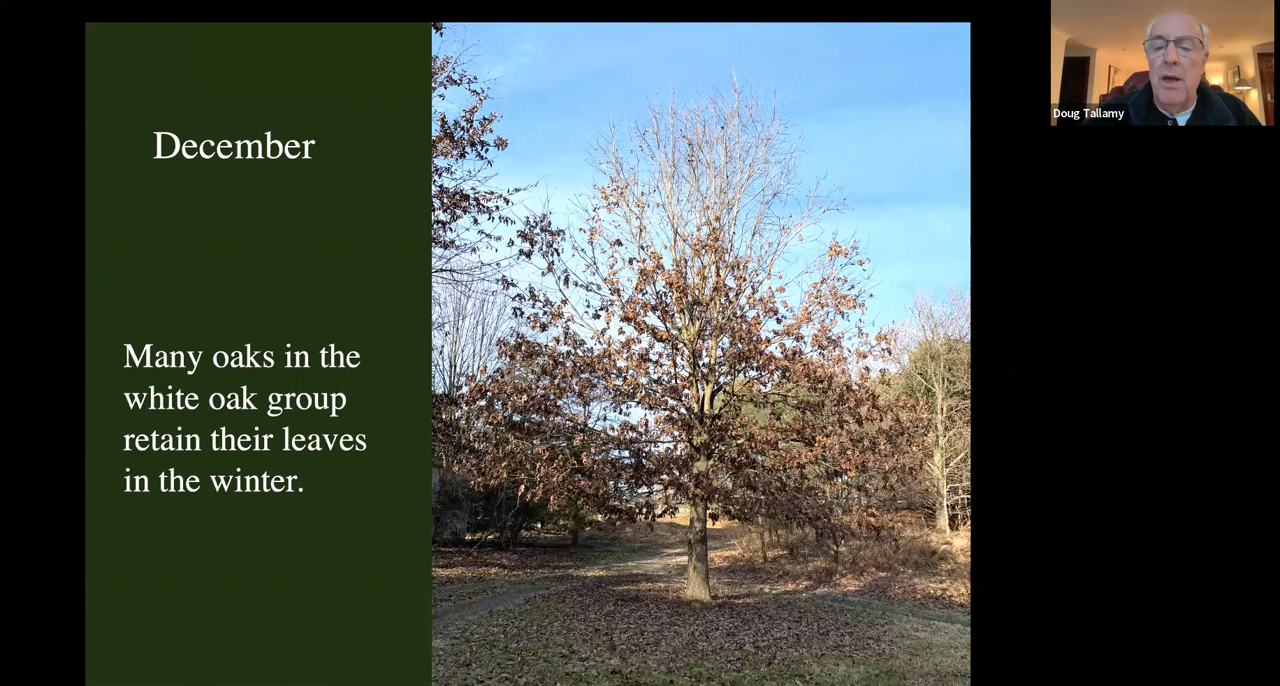 December
Many oaks in the
white oak group
retain their leaves
in the winter.
Doug Tallamy